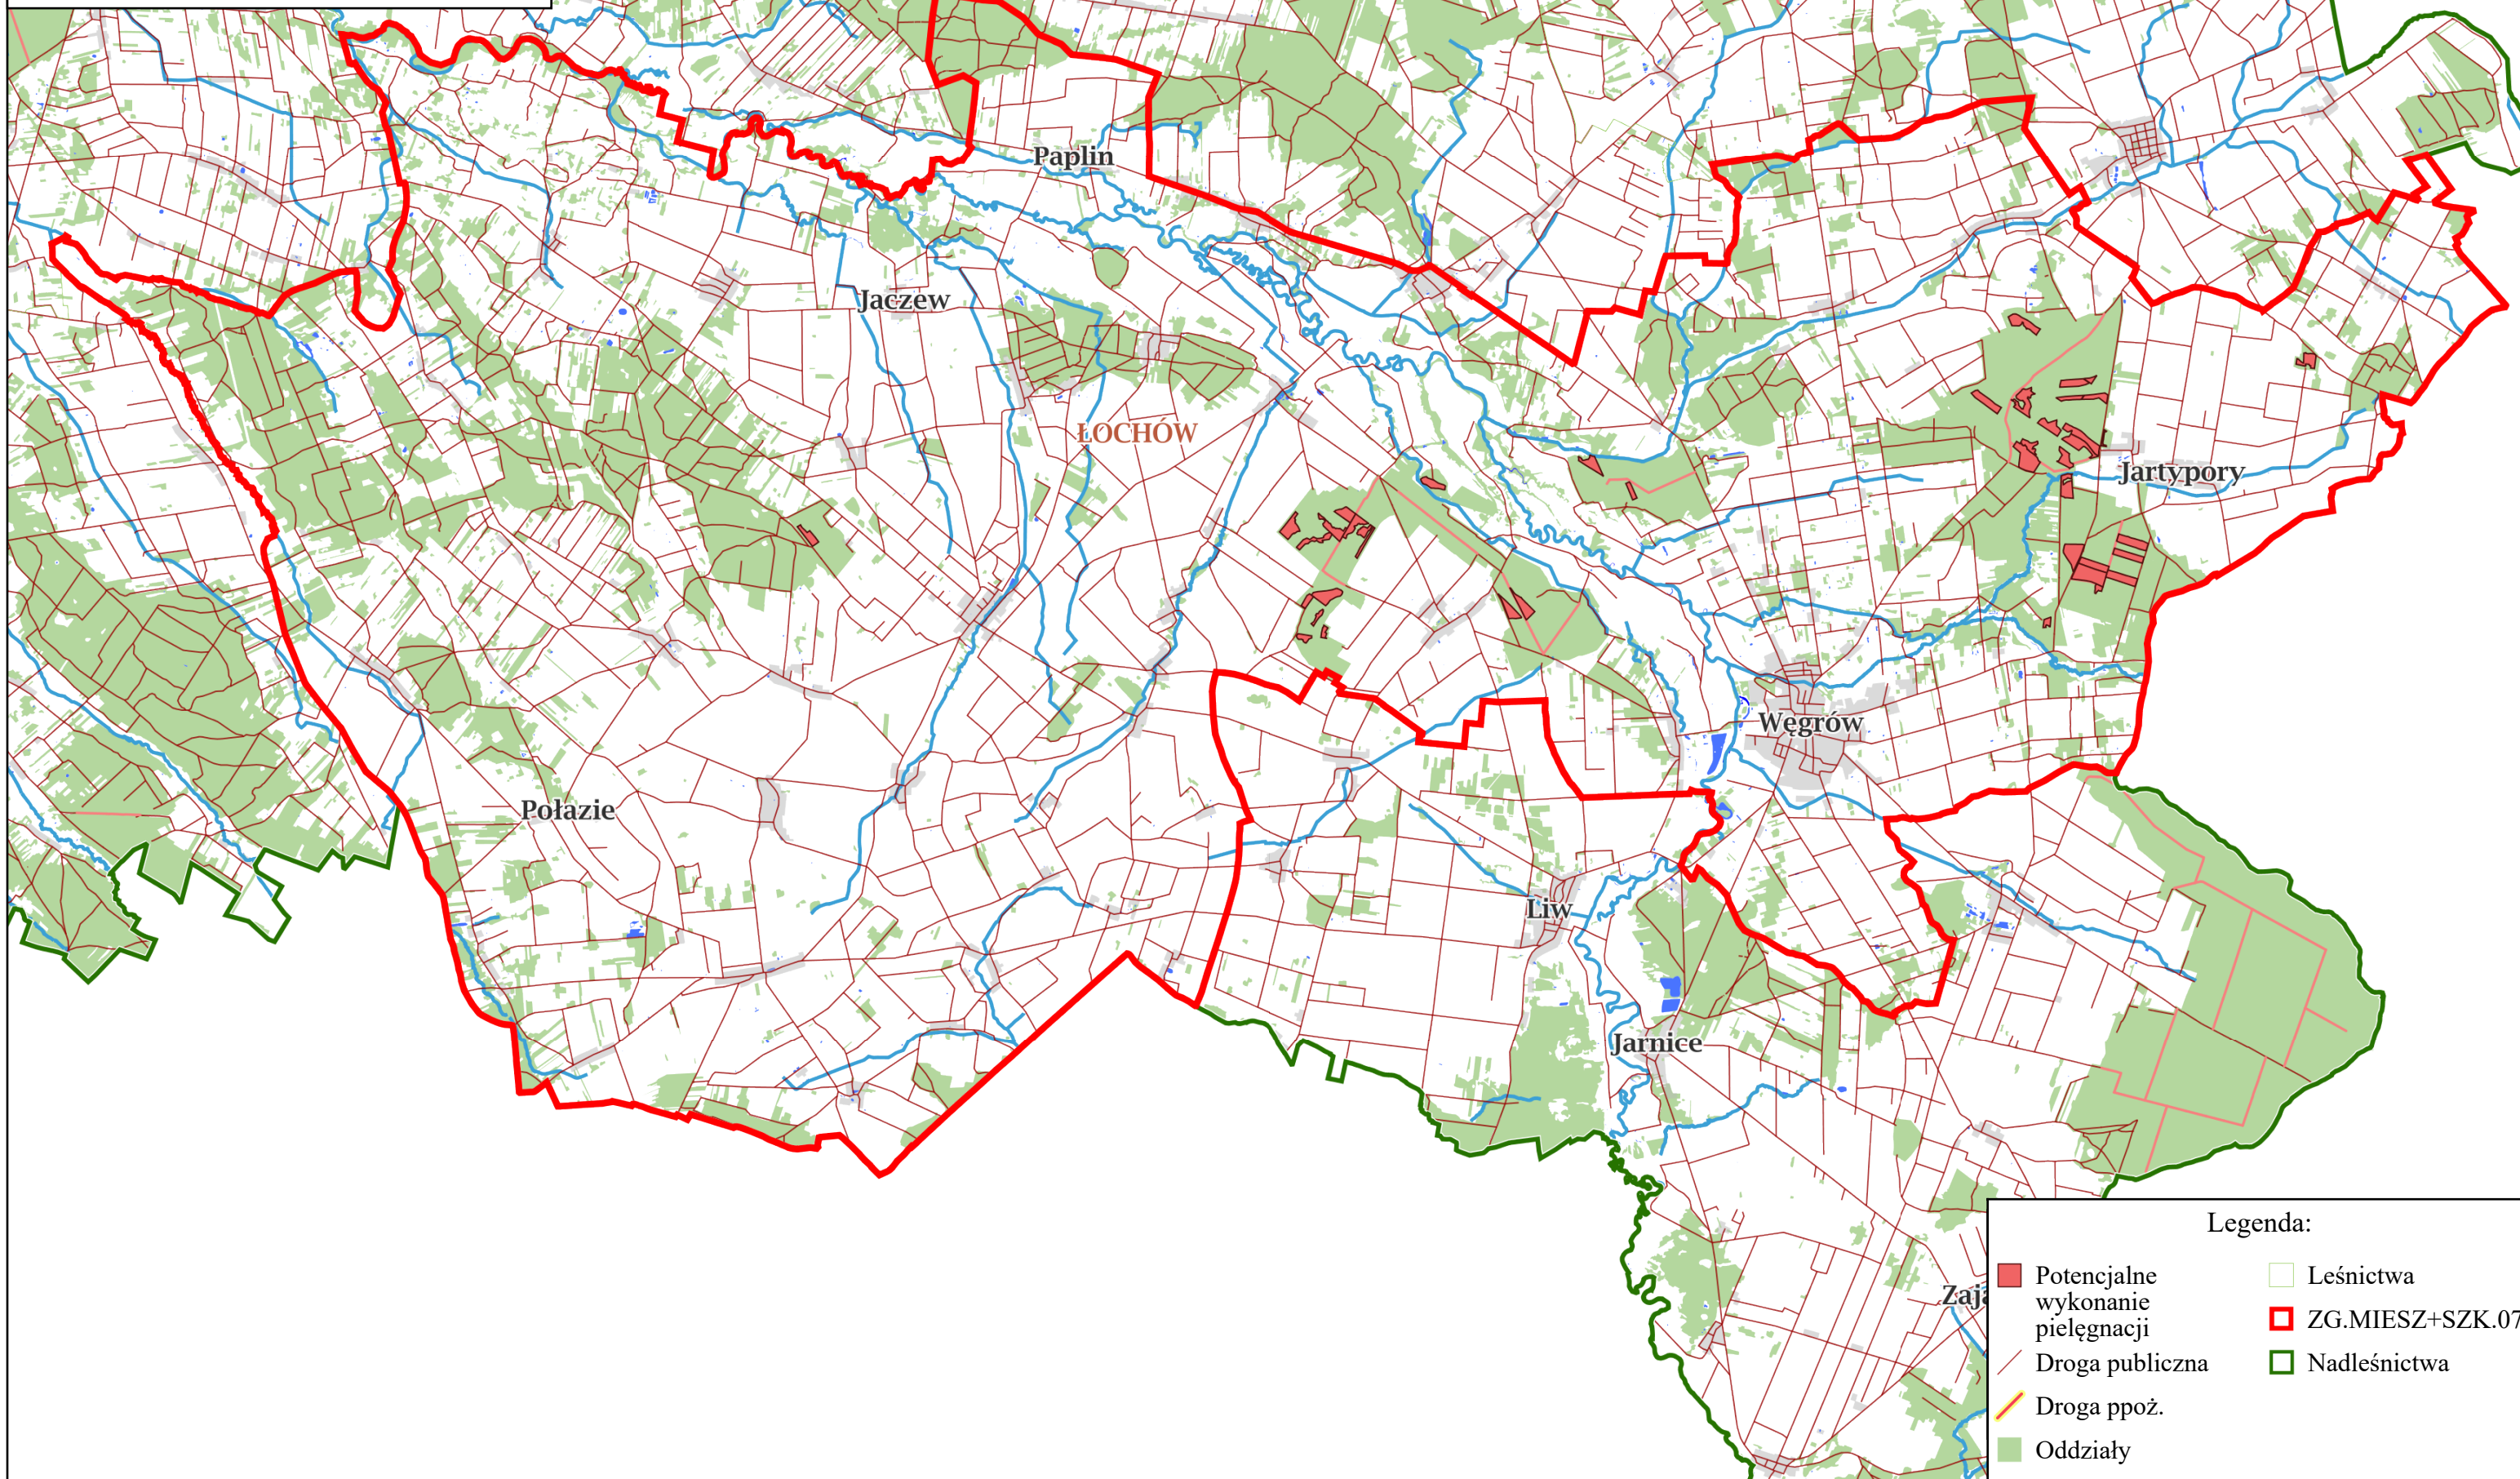 Paplin
Jaczew
ŁOCHÓW
Jartypory
Węgrów
Połazie
Liw
Jarnice
Legenda:
Potencjalne
wykonanie
pielęgnacji
Droga publiczna
Droga ppoż.
Oddziały
Leśnictwa
ZG.MIESZ+SZK.07
Nadleśnictwa